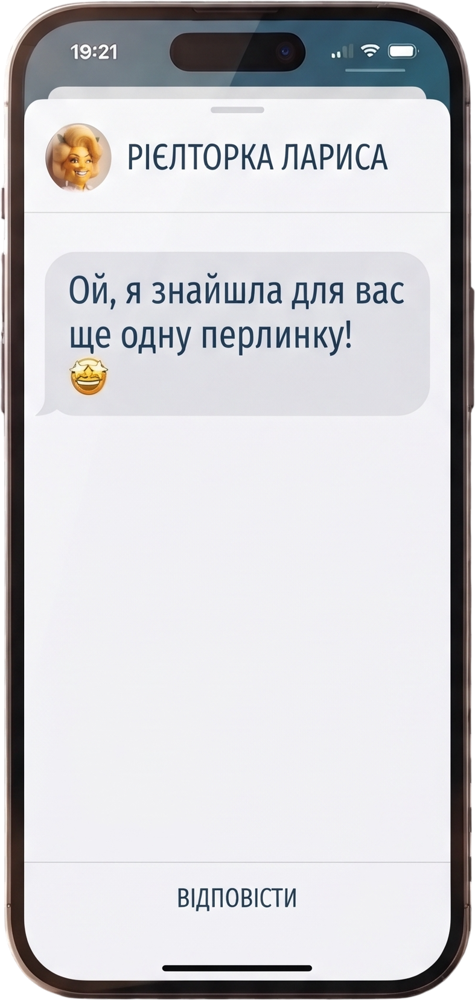 19:21
РІЄЛТОРКА ЛАРИСА
Ой, я знайшла для вас
ще одну перлинку!
🤩
ВІДПОВІСТИ